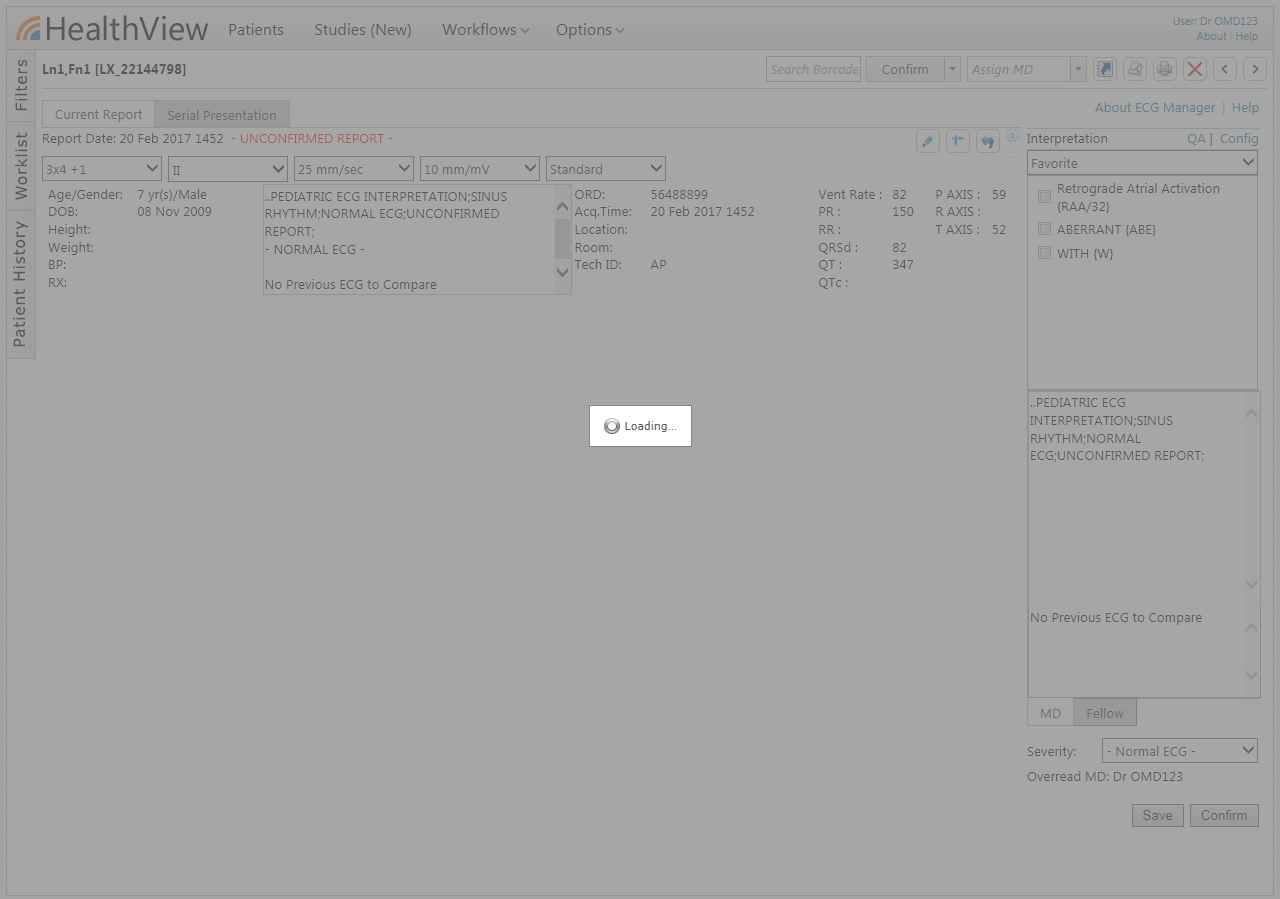 HealthView
Patients
Studies (New)
Workflows
Options
User: Dr OMD123
About | Help
Filters
Worklist
Patient History
Ln1,Fn1 [LX_22144798]
Search Barcode
Confirm
Assign MD
Current Report
Serial Presentation
About ECG Manager | Help
Report Date: 20 Feb 2017 1452 - UNCONFIRMED REPORT -
Interpretation
QA | Config
3x4 +1
II
25 mm/sec
10 mm/mV
Standard
Favorite
Age/Gender: 7 yr(s)/Male
DOB: 08 Nov 2009
Height:
Weight:
BP:
RX:
..PEDIATRIC ECG INTERPRETATION;SINUS
RHYTHM;NORMAL ECG;UNCONFIRMED
REPORT;
- NORMAL ECG -
No Previous ECG to Compare
ORD: 56488899
Acq.Time: 20 Feb 2017 1452
Location:
Room:
Tech ID: AP
Vent Rate : 82
PR : 150
RR :
QRSd : 82
QT : 347
QTc :
P AXIS : 59
R AXIS :
T AXIS : 52
Retrograde Atrial Activation
{RAA/32}
ABERRANT {ABE}
WITH {W}
Loading...
..PEDIATRIC ECG
INTERPRETATION;SINUS
RHYTHM;NORMAL
ECG;UNCONFIRMED REPORT;
No Previous ECG to Compare
MD
Fellow
Severity: - Normal ECG -
Overread MD: Dr OMD123
Save
Confirm